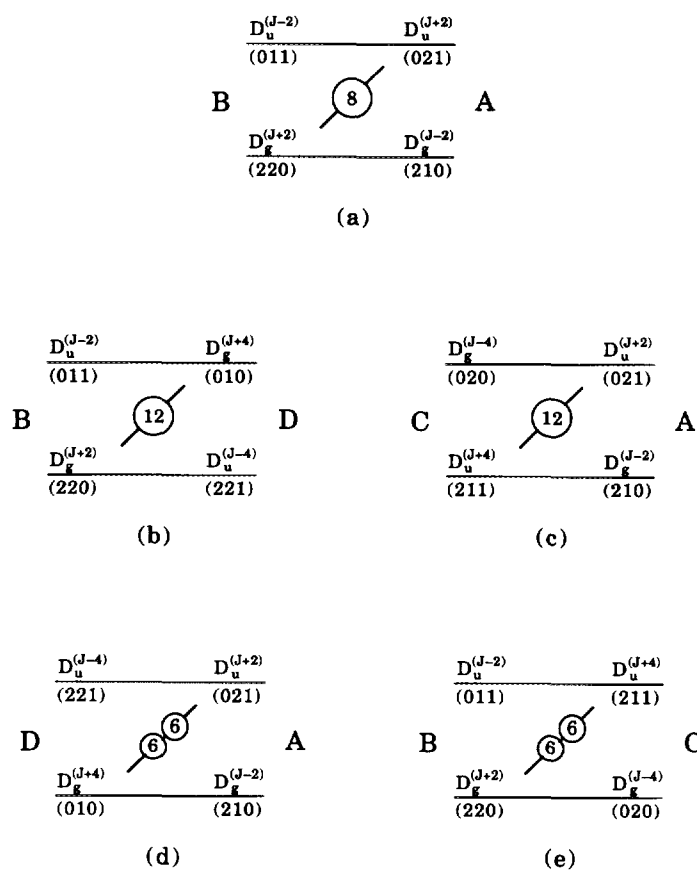 D_u^(J-2) D_u^(J+2)
(011) (021)
B 8 A
D_g^(J+2) D_g^(J-2)
(220) (210)
(a)
D_u^(J-2) D_g^(J+4)
(011) (010)
B 12 D
D_g^(J+2) D_u^(J-4)
(220) (221)
(b)
D_g^(J-4) D_u^(J+2)
(020) (021)
C 12 A
D_u^(J+4) D_g^(J-2)
(211) (210)
(c)
D_u^(J-4) D_u^(J+2)
(221) (021)
D 6 6 A
D_g^(J+4) D_g^(J-2)
(010) (210)
(d)
D_u^(J-2) D_u^(J+4)
(011) (211)
B 6 6 C
D_g^(J+2) D_g^(J-4)
(220) (020)
(e)